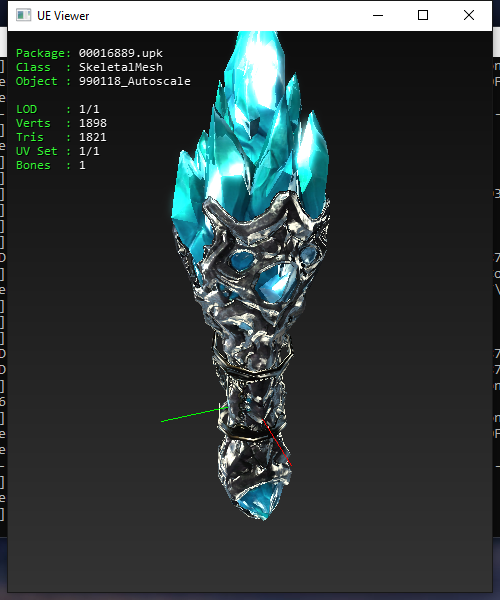 UE Viewer
Package: 00016889.upk
Class  : SkeletalMesh
Object : 990118_Autoscale
LOD    : 1/1
Verts  : 1898
Tris   : 1821
UV Set : 1/1
Bones  : 1